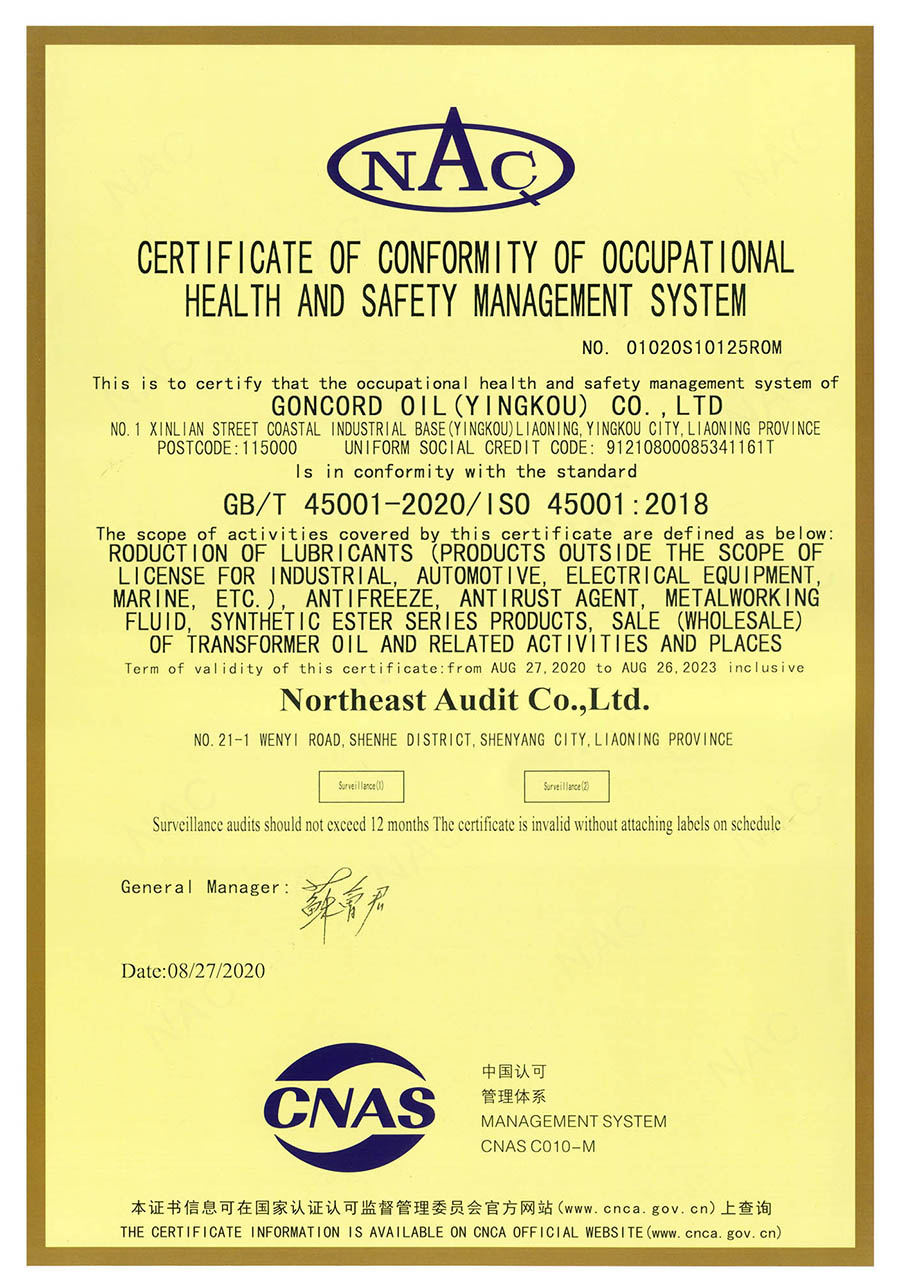 NAC
CERTIFICATE OF CONFORMITY OF OCCUPATIONAL
HEALTH AND SAFETY MANAGEMENT SYSTEM
NO. 01020S10125ROM
This is to certify that the occupational health and safety management system of
GONCORD OIL(YINGKOU) CO.,LTD
NO.1 XINLIAN STREET COASTAL INDUSTRIAL BASE(YINGKOU)LIAONING,YINGKOU CITY,LIAONING PROVINCE
POSTCODE:115000 UNIFORM SOCIAL CREDIT CODE: 91210800085341161T
Is in conformity with the standard
GB/T 45001-2020/ISO 45001:2018
The scope of activities covered by this certificate are defined as below:
RODUCTION OF LUBRICANTS (PRODUCTS OUTSIDE THE SCOPE OF
LICENSE FOR INDUSTRIAL, AUTOMOTIVE, ELECTRICAL EQUIPMENT,
MARINE, ETC.), ANTIFREEZE, ANTIRUST AGENT, METALWORKING
FLUID, SYNTHETIC ESTER SERIES PRODUCTS, SALE (WHOLESALE)
OF TRANSFORMER OIL AND RELATED ACTIVITIES AND PLACES
Term of validity of this certificate:from AUG 27,2020 to AUG 26,2023 inclusive
Northeast Audit Co.,Ltd.
NO.21-1 WENYI ROAD,SHENHE DISTRICT,SHENYANG CITY,LIAONING PROVINCE
Surveillance(1) Surveillance(2)
Surveillance audits should not exceed 12 months The certificate is invalid without attaching labels on schedule
General Manager:
Date:08/27/2020
CNAS
中国认可
管理体系
MANAGEMENT SYSTEM
CNAS C010-M
本证书信息可在国家认证认可监督管理委员会官方网站(www.cnca.gov.cn)上查询
THE CERTIFICATE INFORMATION IS AVAILABLE ON CNCA OFFICIAL WEBSITE(www.cnca.gov.cn)